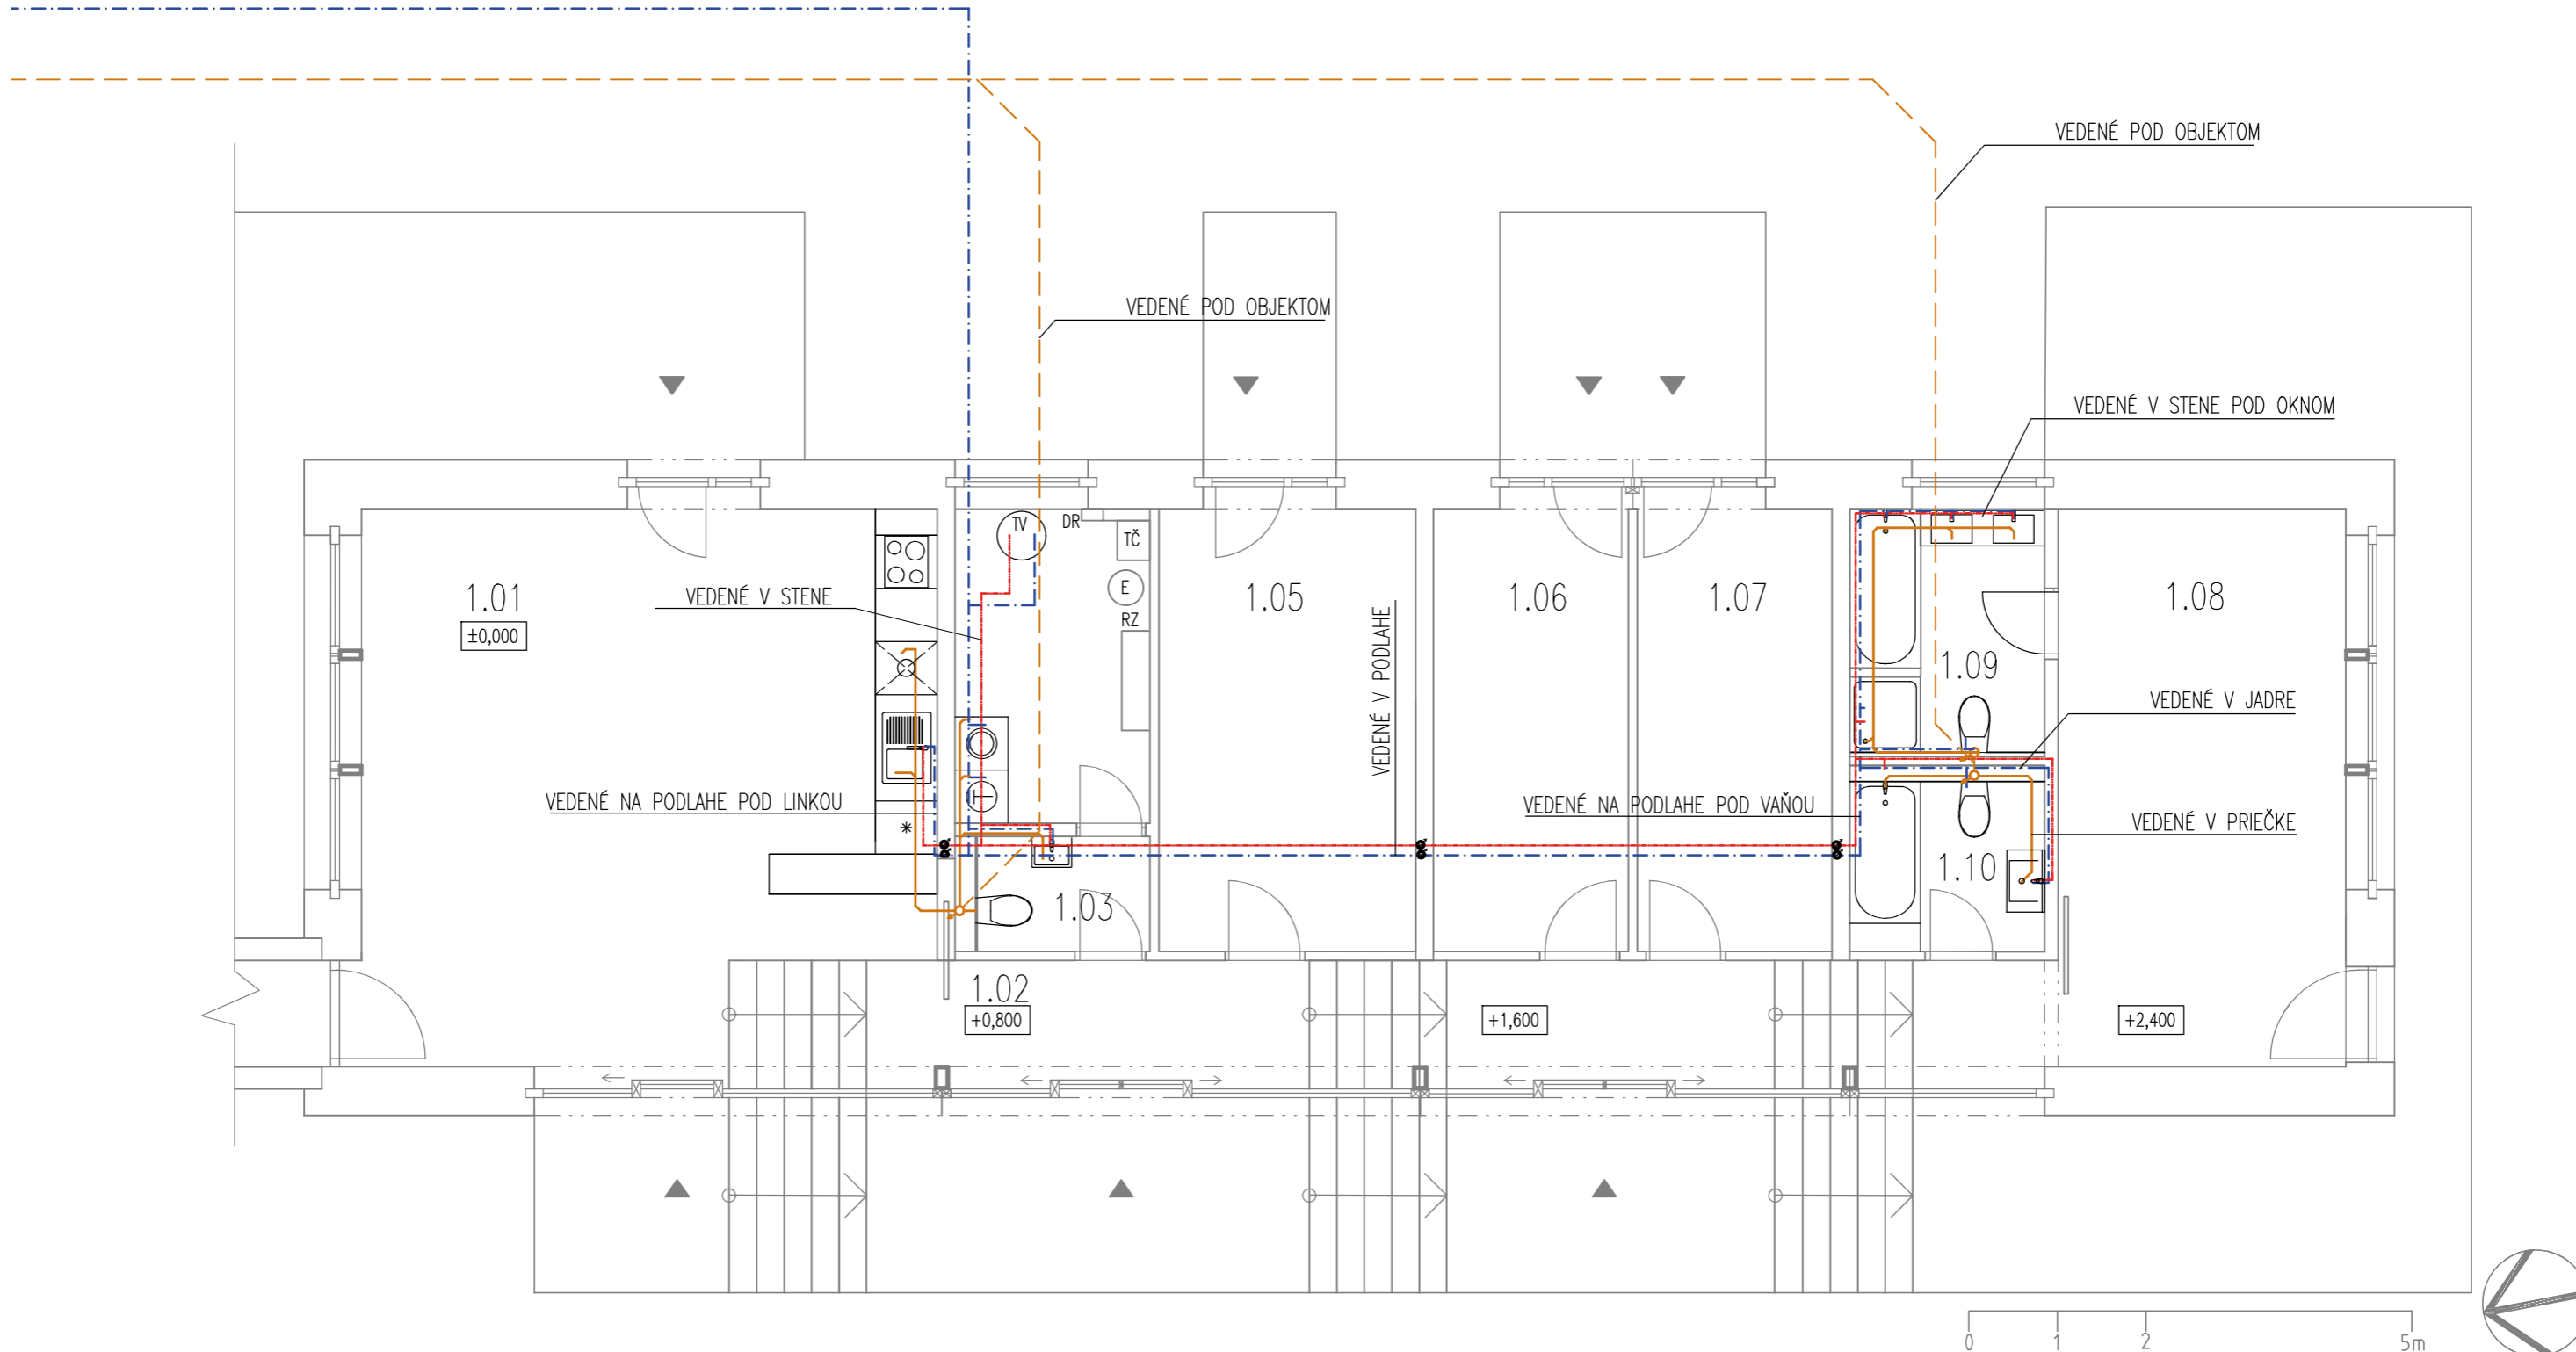 VEDENÉ POD OBJEKTOM
VEDENÉ POD OBJEKTOM
VEDENÉ V STENE POD OKNOM
TV
DR
TČ
E
RZ
VEDENÉ V STENE
1.01
±0,000
1.05
1.06
1.07
1.08
VEDENÉ V PODLAHE
1.09
VEDENÉ V JADRE
VEDENÉ NA PODLAHE POD LINKOU
*
VEDENÉ NA PODLAHE POD VAŇOU
VEDENÉ V PRIEČKE
1.10
1.03
1.02
+0,800
+1,600
+2,400
0 1 2 5m